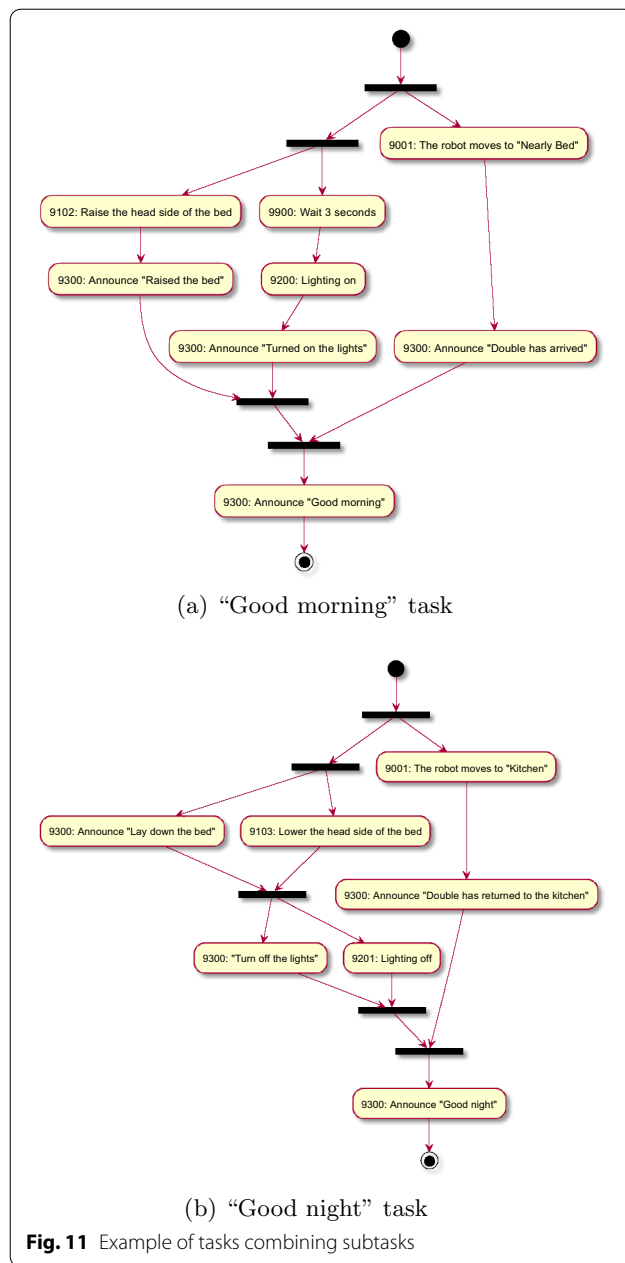 9001: The robot moves to "Nearly Bed"
9102: Raise the head side of the bed
9900: Wait 3 seconds
9300: Announce "Raised the bed"
9200: Lighting on
9300: Announce "Turned on the lights"
9300: Announce "Double has arrived"
9300: Announce "Good morning"
(a) “Good morning” task
9001: The robot moves to "Kitchen"
9300: Announce "Lay down the bed"
9103: Lower the head side of the bed
9300: Announce "Double has returned to the kitchen"
9300: "Turn off the lights"
9201: Lighting off
9300: Announce "Good night"
(b) “Good night” task
Fig. 11 Example of tasks combining subtasks